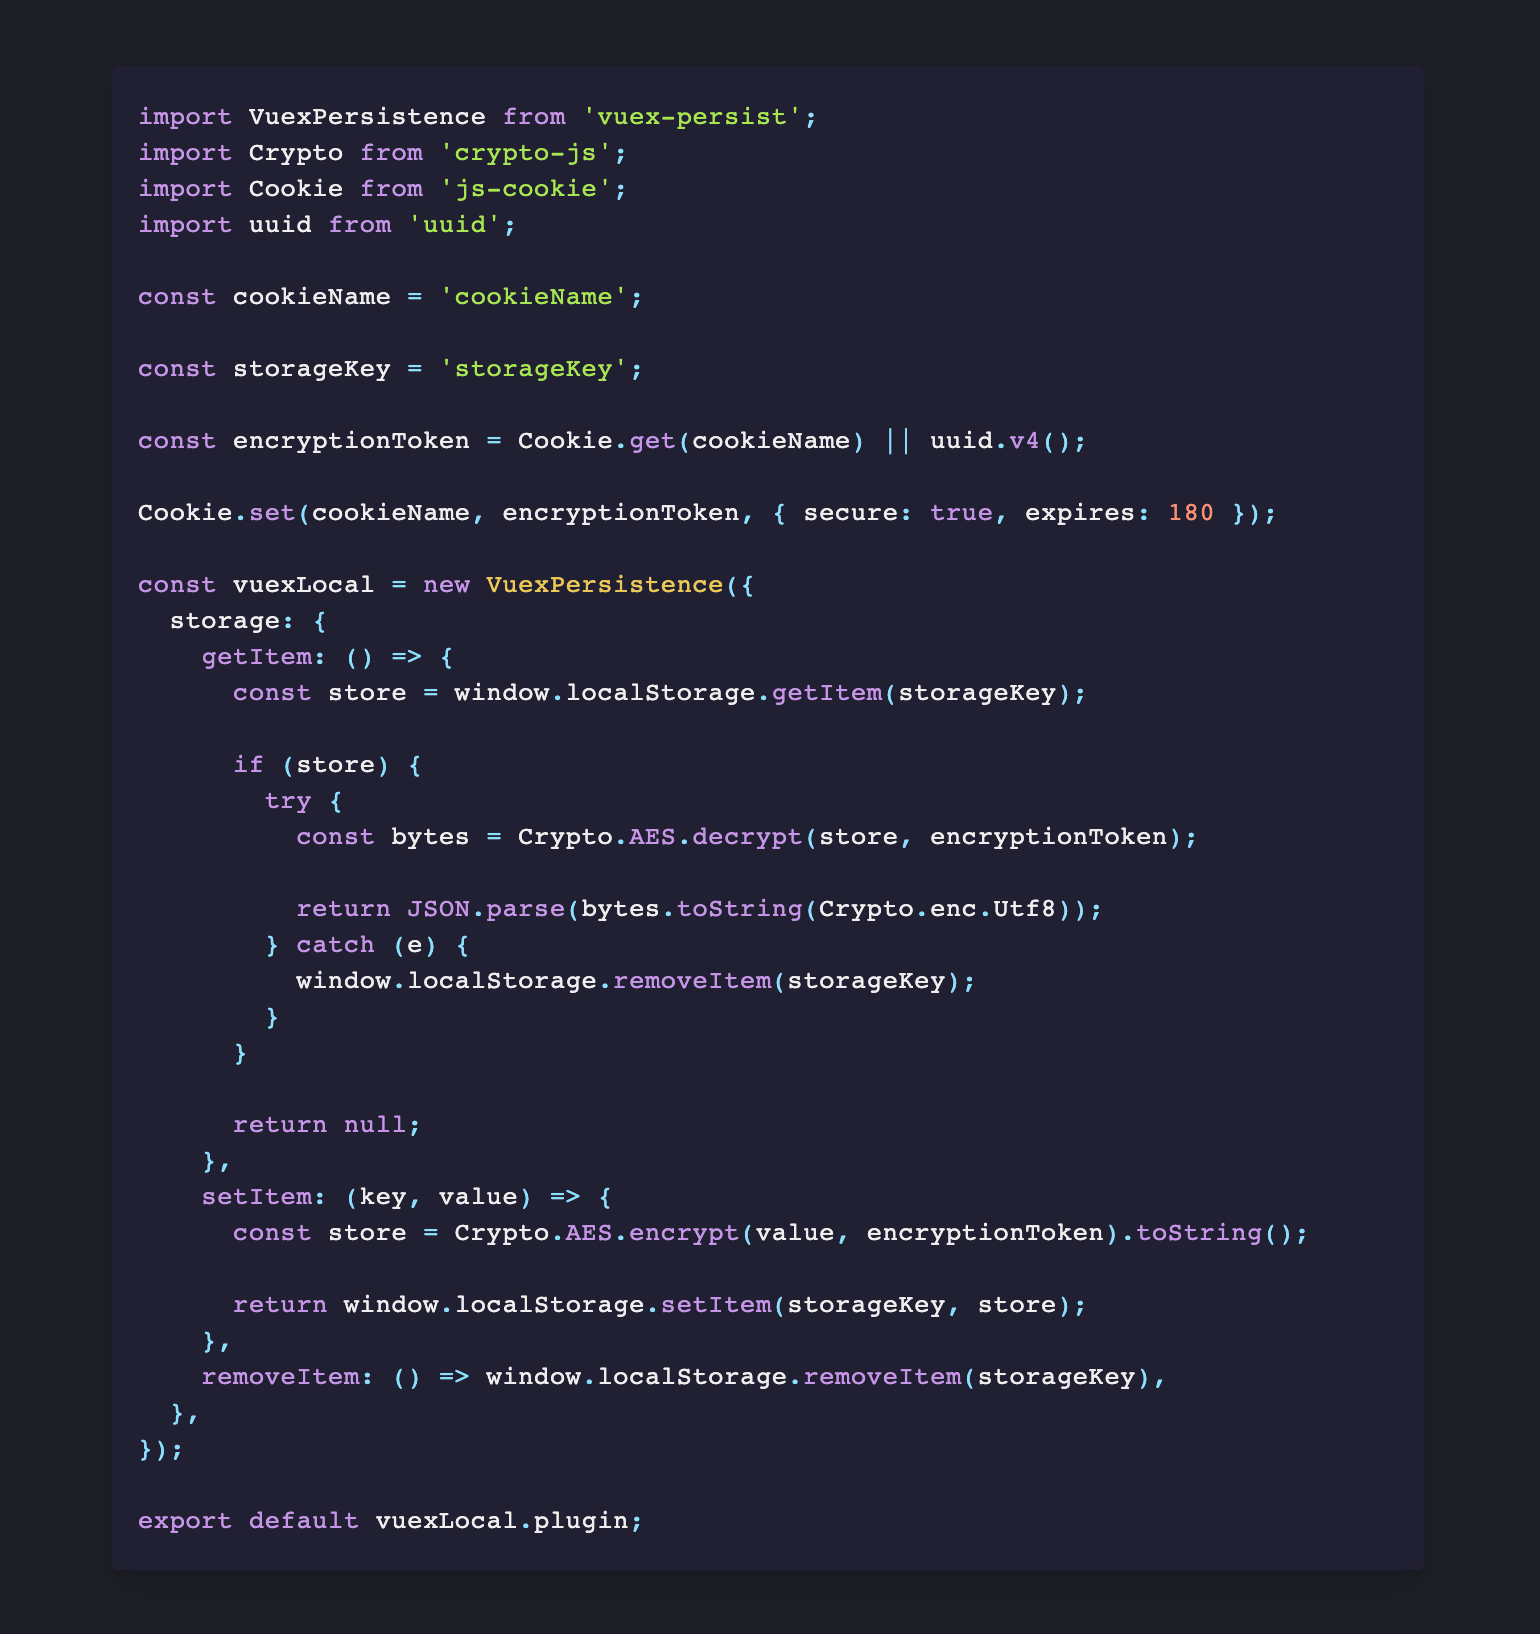 import VuexPersistence from 'vuex-persist';
import Crypto from 'crypto-js';
import Cookie from 'js-cookie';
import uuid from 'uuid';

const cookieName = 'cookieName';

const storageKey = 'storageKey';

const encryptionToken = Cookie.get(cookieName) || uuid.v4();

Cookie.set(cookieName, encryptionToken, { secure: true, expires: 180 });

const vuexLocal = new VuexPersistence({
  storage: {
    getItem: () => {
      const store = window.localStorage.getItem(storageKey);

      if (store) {
        try {
          const bytes = Crypto.AES.decrypt(store, encryptionToken);

          return JSON.parse(bytes.toString(Crypto.enc.Utf8));
        } catch (e) {
          window.localStorage.removeItem(storageKey);
        }
      }

      return null;
    },
    setItem: (key, value) => {
      const store = Crypto.AES.encrypt(value, encryptionToken).toString();

      return window.localStorage.setItem(storageKey, store);
    },
    removeItem: () => window.localStorage.removeItem(storageKey),
  },
});

export default vuexLocal.plugin;